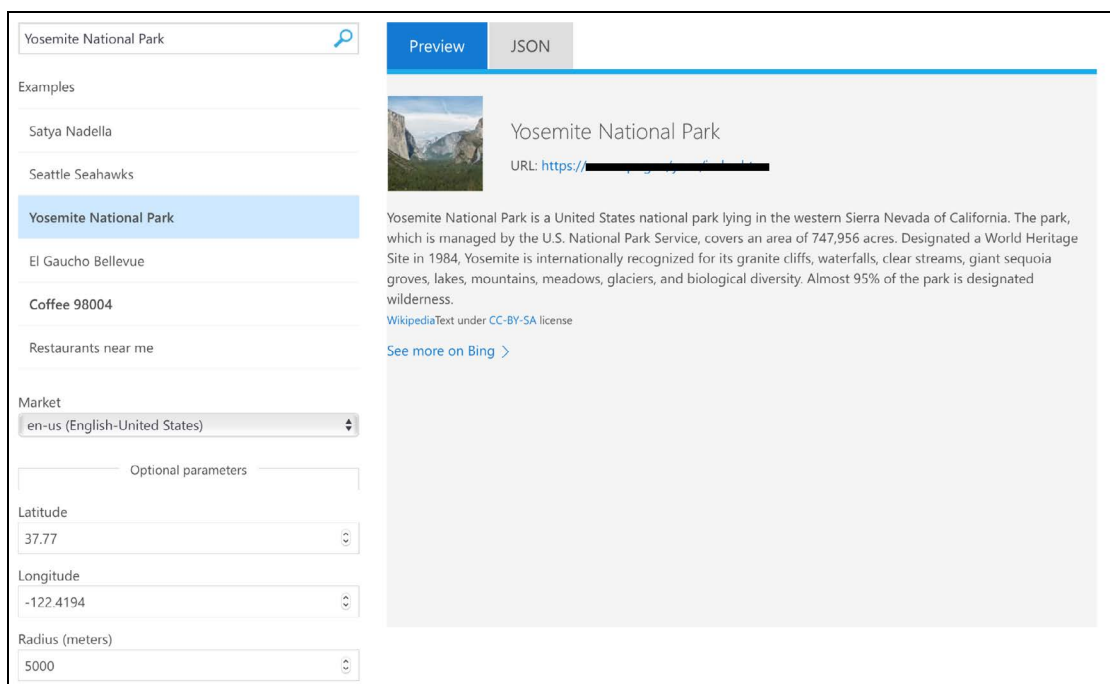 Yosemite National Park
Examples
Satya Nadella
Seattle Seahawks
Yosemite National Park
El Gaucho Bellevue
Coffee 98004
Restaurants near me
Market
en-us (English-United States)
Optional parameters
Latitude
37.77
Longitude
-122.4194
Radius (meters)
5000
Preview JSON
Yosemite National Park
URL: https://
Yosemite National Park is a United States national park lying in the western Sierra Nevada of California. The park,
which is managed by the U.S. National Park Service, covers an area of 747,956 acres. Designated a World Heritage
Site in 1984, Yosemite is internationally recognized for its granite cliffs, waterfalls, clear streams, giant sequoia
groves, lakes, mountains, meadows, glaciers, and biological diversity. Almost 95% of the park is designated
wilderness.
WikipediaText under CC-BY-SA license
See more on Bing